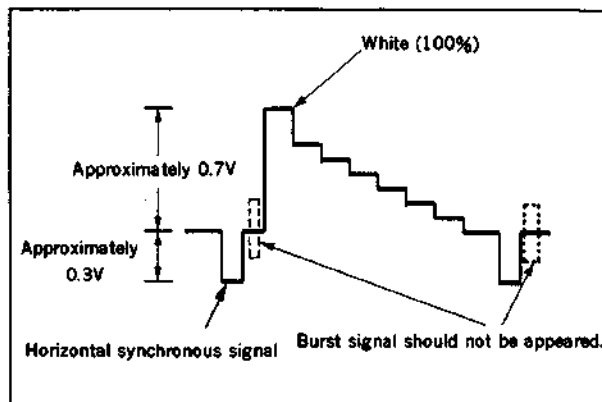 White (100%)
Approximately 0.7V
Approximately
0.3V
Horizontal synchronous signal
Burst signal should not be appeared.